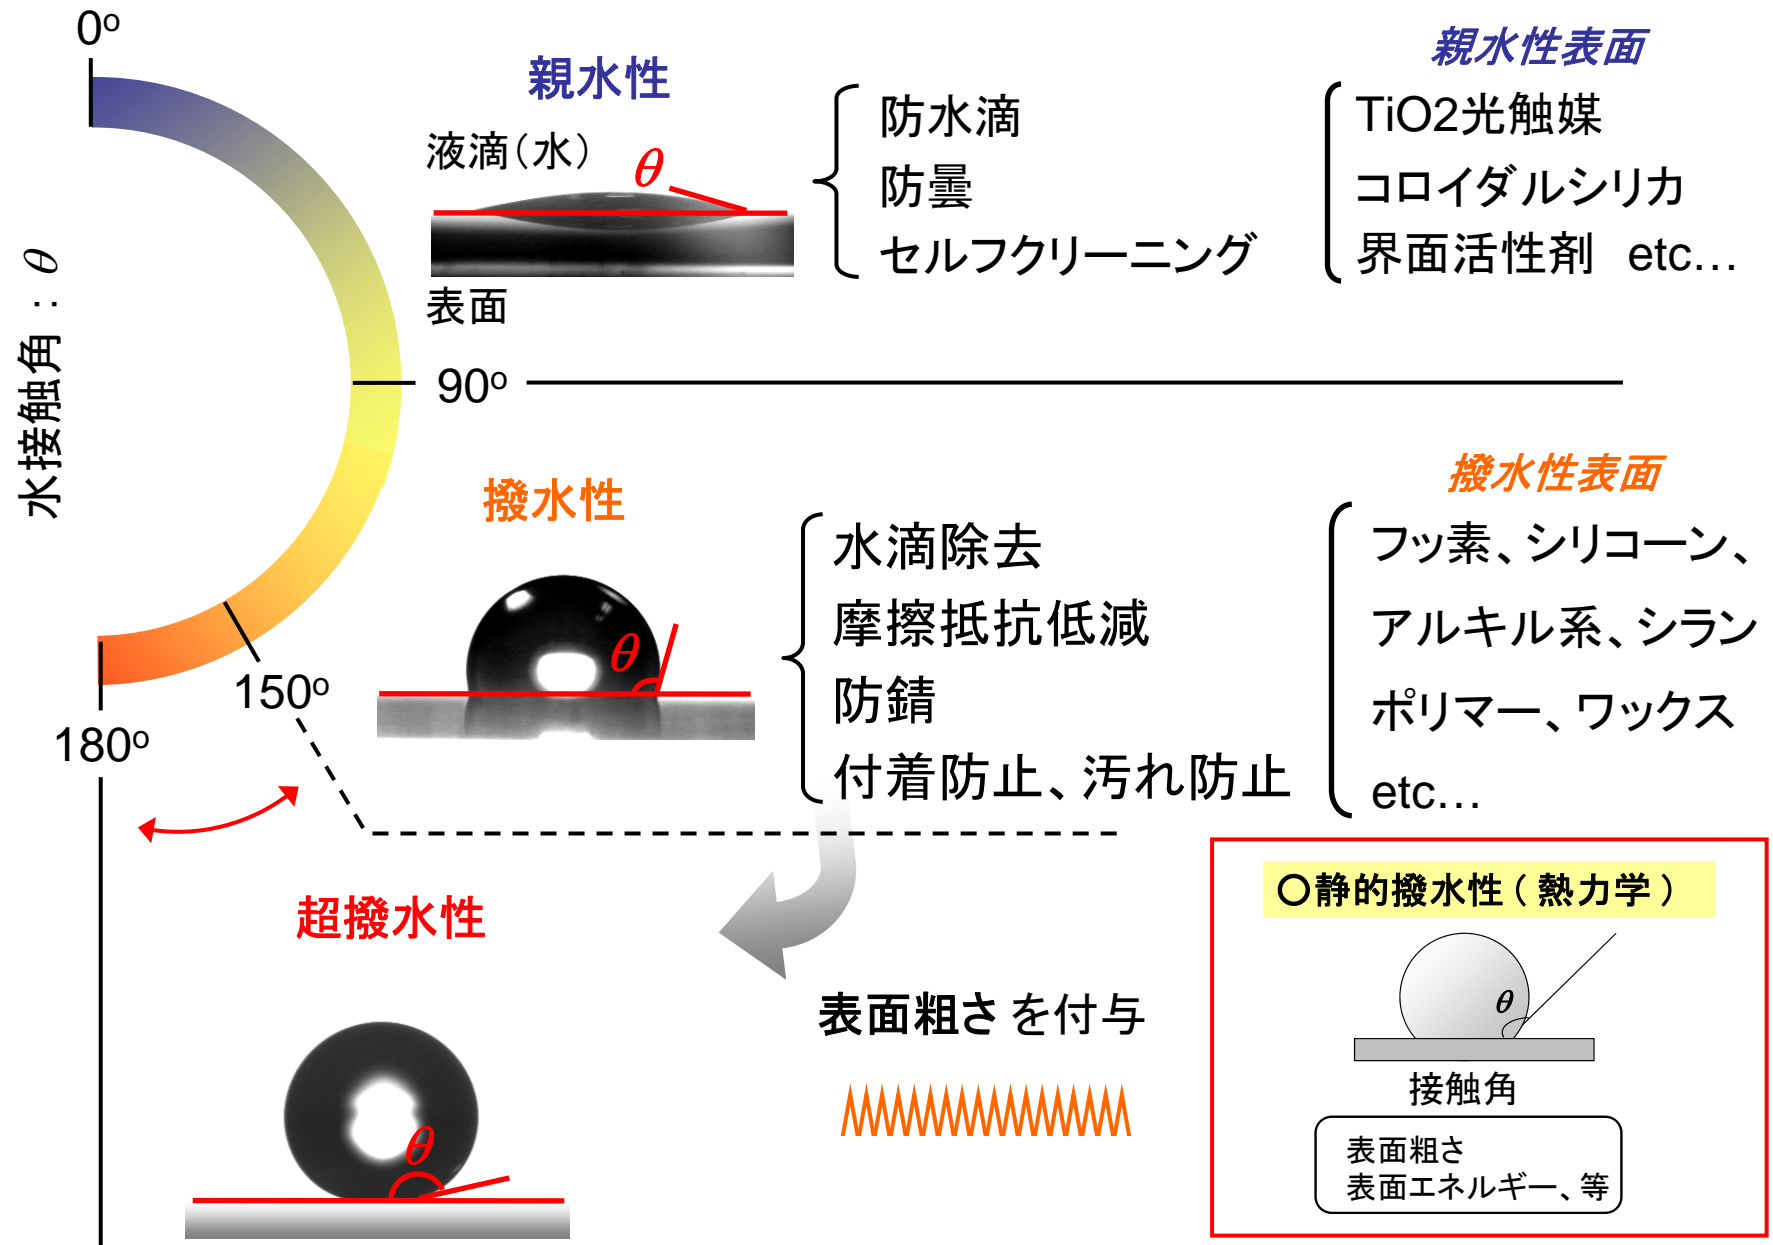 0º
水接触角：θ
親水性
液滴（水）
θ
表面
防水滴
防曇
セルフクリーニング
親水性表面
TiO2光触媒
コロイダルシリカ
界面活性剤　etc…
90º
撥水性
θ
水滴除去
摩擦抵抗低減
防錆
付着防止、汚れ防止
撥水性表面
フッ素、シリコーン、
アルキル系、シラン
ポリマー、ワックス
etc…
150º
180º
超撥水性
θ
表面粗さを付与
〇静的撥水性（熱力学）
θ
接触角
表面粗さ
表面エネルギー、等